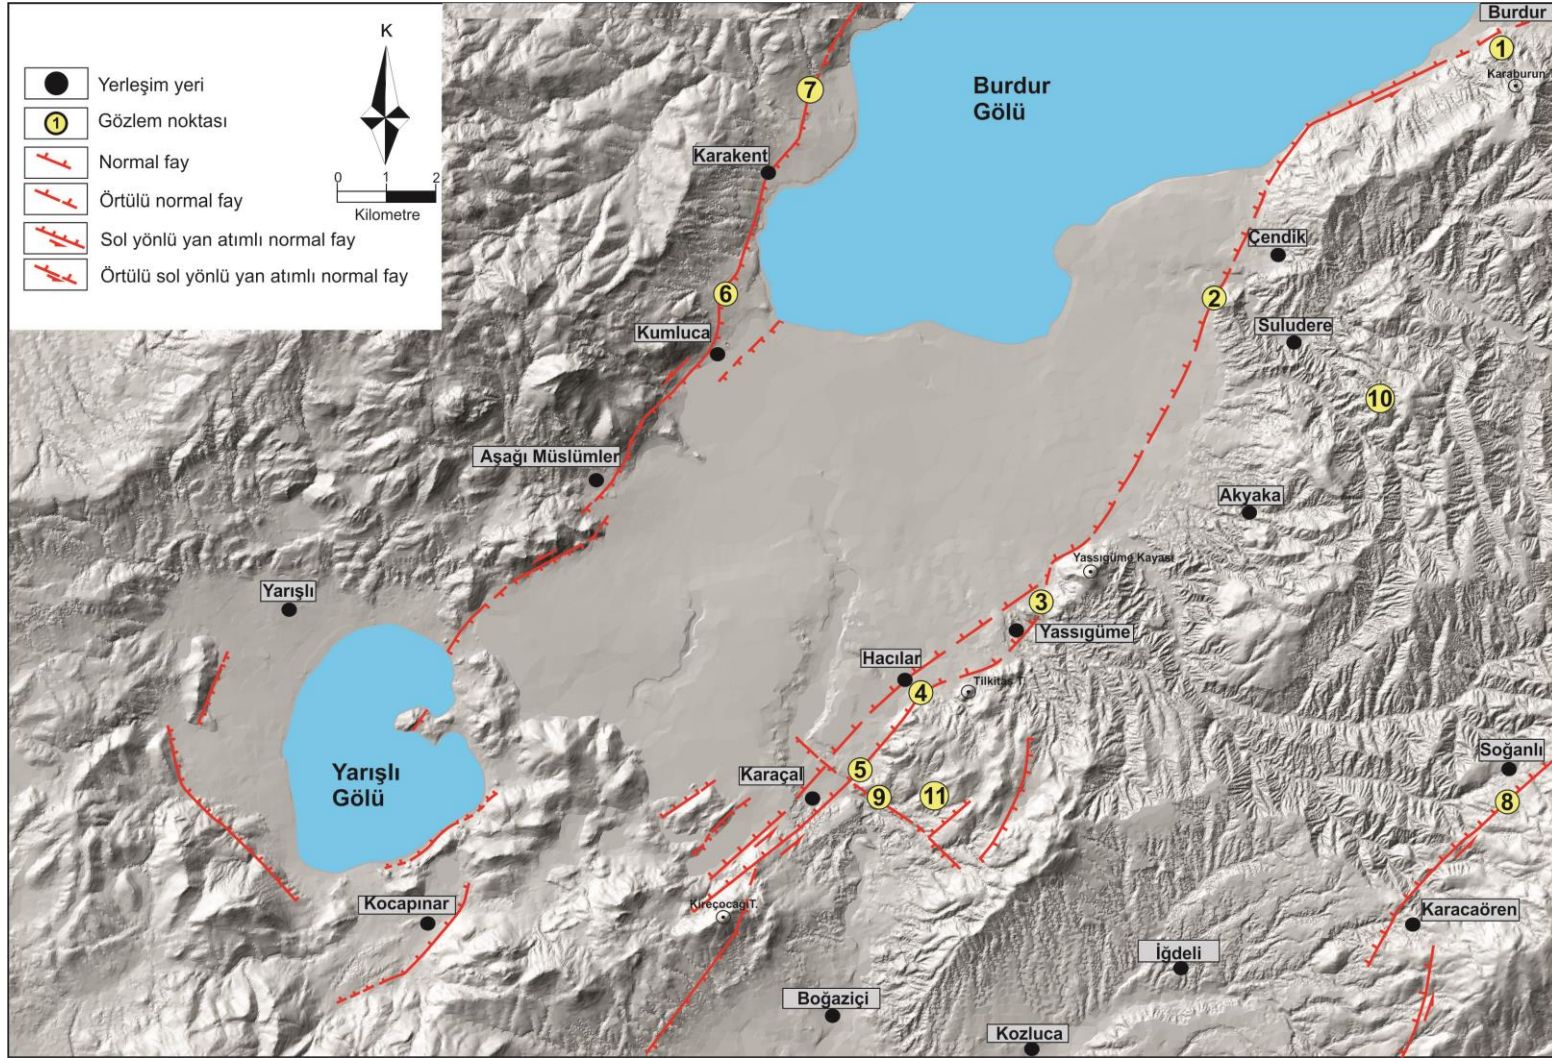 K
Yerleşim yeri
1
Gözlem noktası
Normal fay
Örtülü normal fay
Sol yönlü yan atımlı normal fay
Örtülü sol yönlü yan atımlı normal fay
0 1 2
Kilometre
Burdur
1
Karaburun
7
Burdur
Gölü
Karakent
Çendik
6
2
Kumluca
Suludere
10
Aşağı Müslümler
Akyaka
Yassıgüme Kayası
Yarışlı
3
Yassıgüme
Hacılar
4
Tilkitaş T.
Soğanlı
Karaçal
5
9
11
8
Yarışlı
Gölü
Kocapınar
KireçocağıT.
Karacaören
İğdeli
Boğaziçi
Kozluca